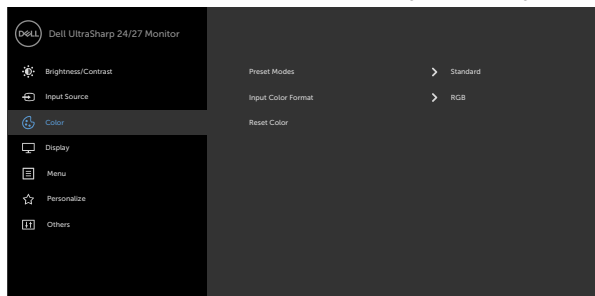 DELL Dell UltraSharp 24/27 Monitor
Brightness/Contrast
Preset Modes Standard
Input Source
Input Color Format RGB
Color
Reset Color
Display
Menu
Personalize
Others